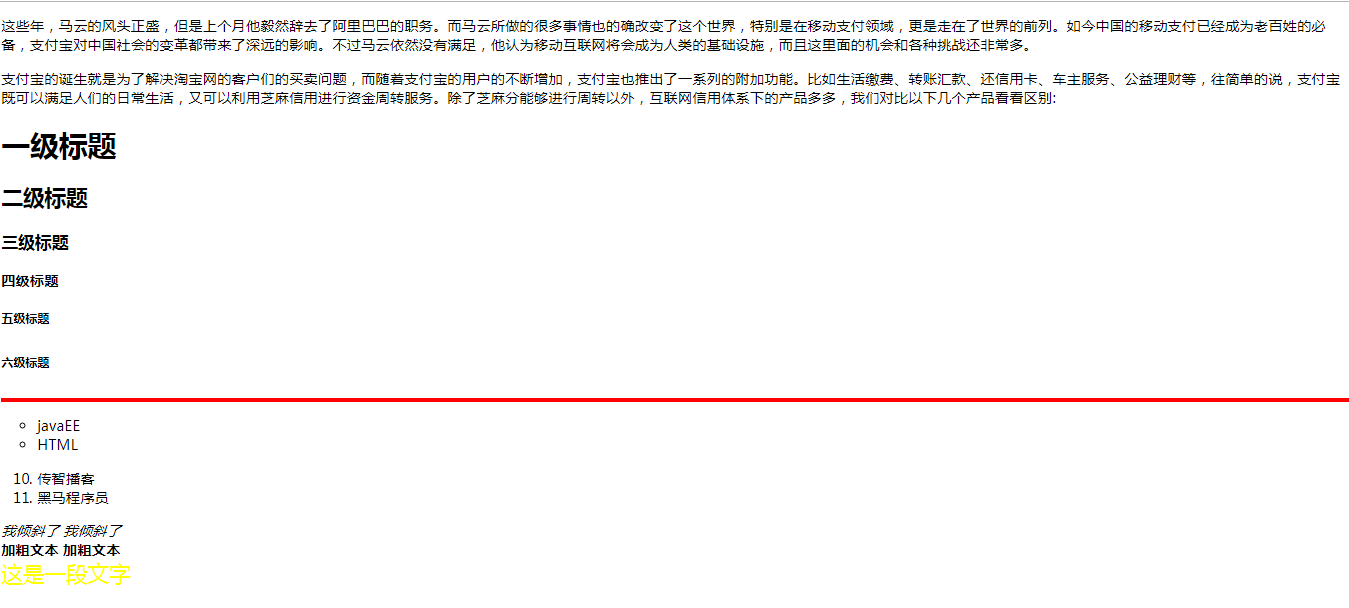 这些年，马云的风头正盛，但是上个月他毅然辞去了阿里巴巴的职务。而马云所做的很多事情也的确改变了这个世界，特别是在移动支付领域，更是走在了世界的前列。如今中国的移动支付已经成为老百姓的必
备，支付宝对中国社会的变革都带来了深远的影响。不过马云依然没有满足，他认为移动互联网将会成为人类的基础设施，而且这里面的机会和各种挑战还非常多。
支付宝的诞生就是为了解决淘宝网的客户们的买卖问题，而随着支付宝的用户的不断增加，支付宝也推出了一系列的附加功能。比如生活缴费、转账汇款、还信用卡、车主服务、公益理财等，往简单的说，支付宝
既可以满足人们的日常生活，又可以利用芝麻信用进行资金周转服务。除了芝麻分能够进行周转以外，互联网信用体系下的产品多多，我们对比以下几个产品看看区别:
一级标题
二级标题
三级标题
四级标题
五级标题
六级标题
javaEE
HTML
10. 传智播客
11. 黑马程序员
我倾斜了 我倾斜了
加粗文本 加粗文本
这是一段文字